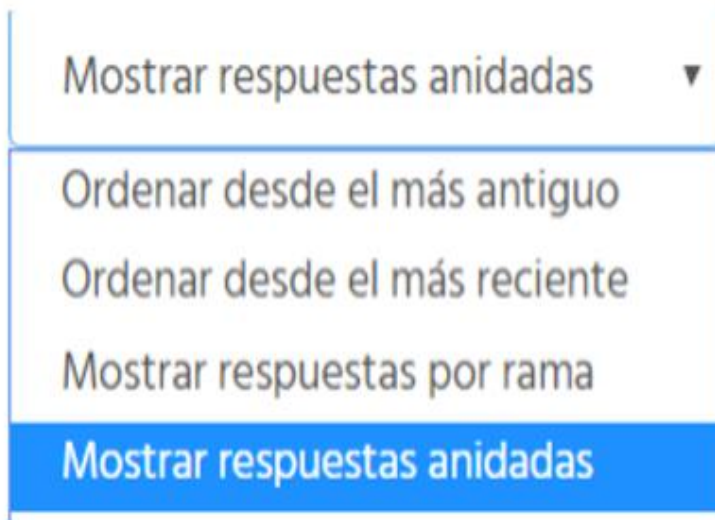 Mostrar respuestas anidadas ▼
Ordenar desde el más antiguo
Ordenar desde el más reciente
Mostrar respuestas por rama
Mostrar respuestas anidadas